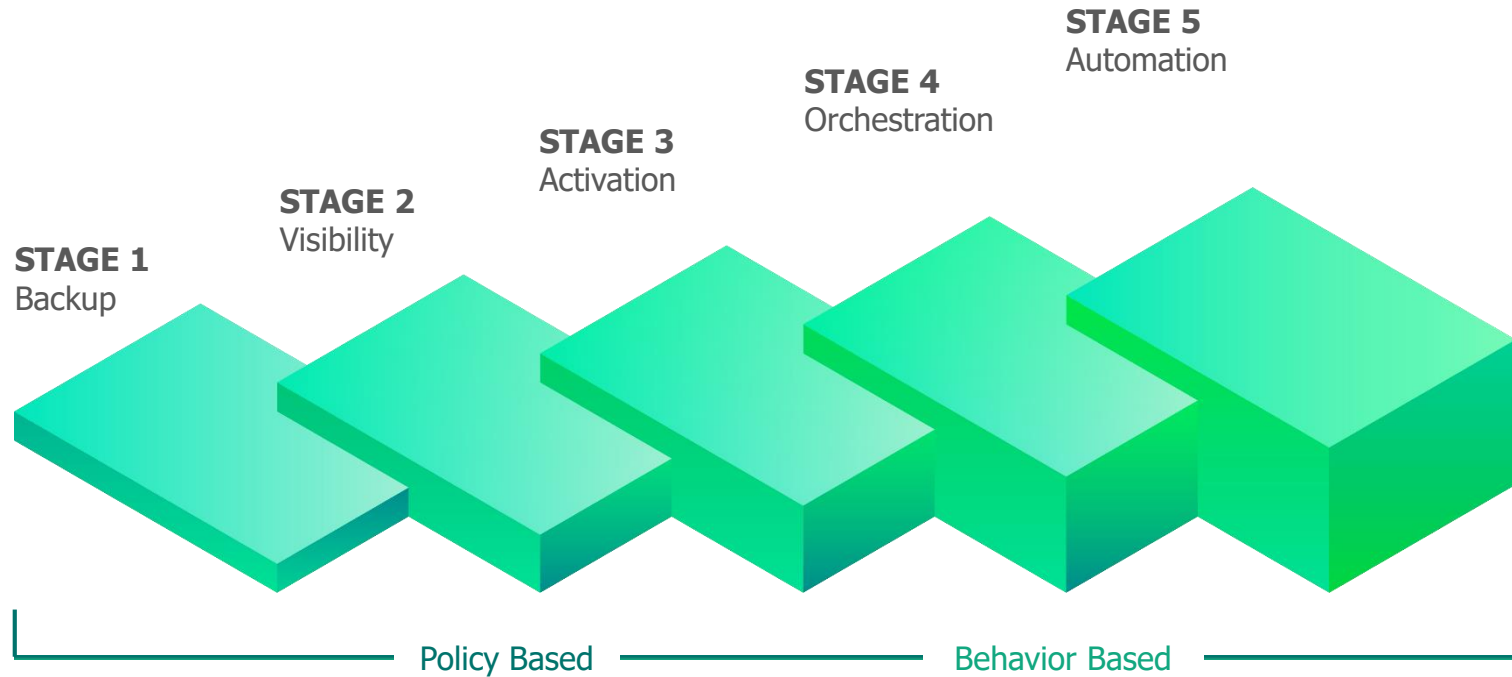 STAGE 1
Backup
STAGE 2
Visibility
STAGE 3
Activation
STAGE 4
Orchestration
STAGE 5
Automation
Policy Based
Behavior Based